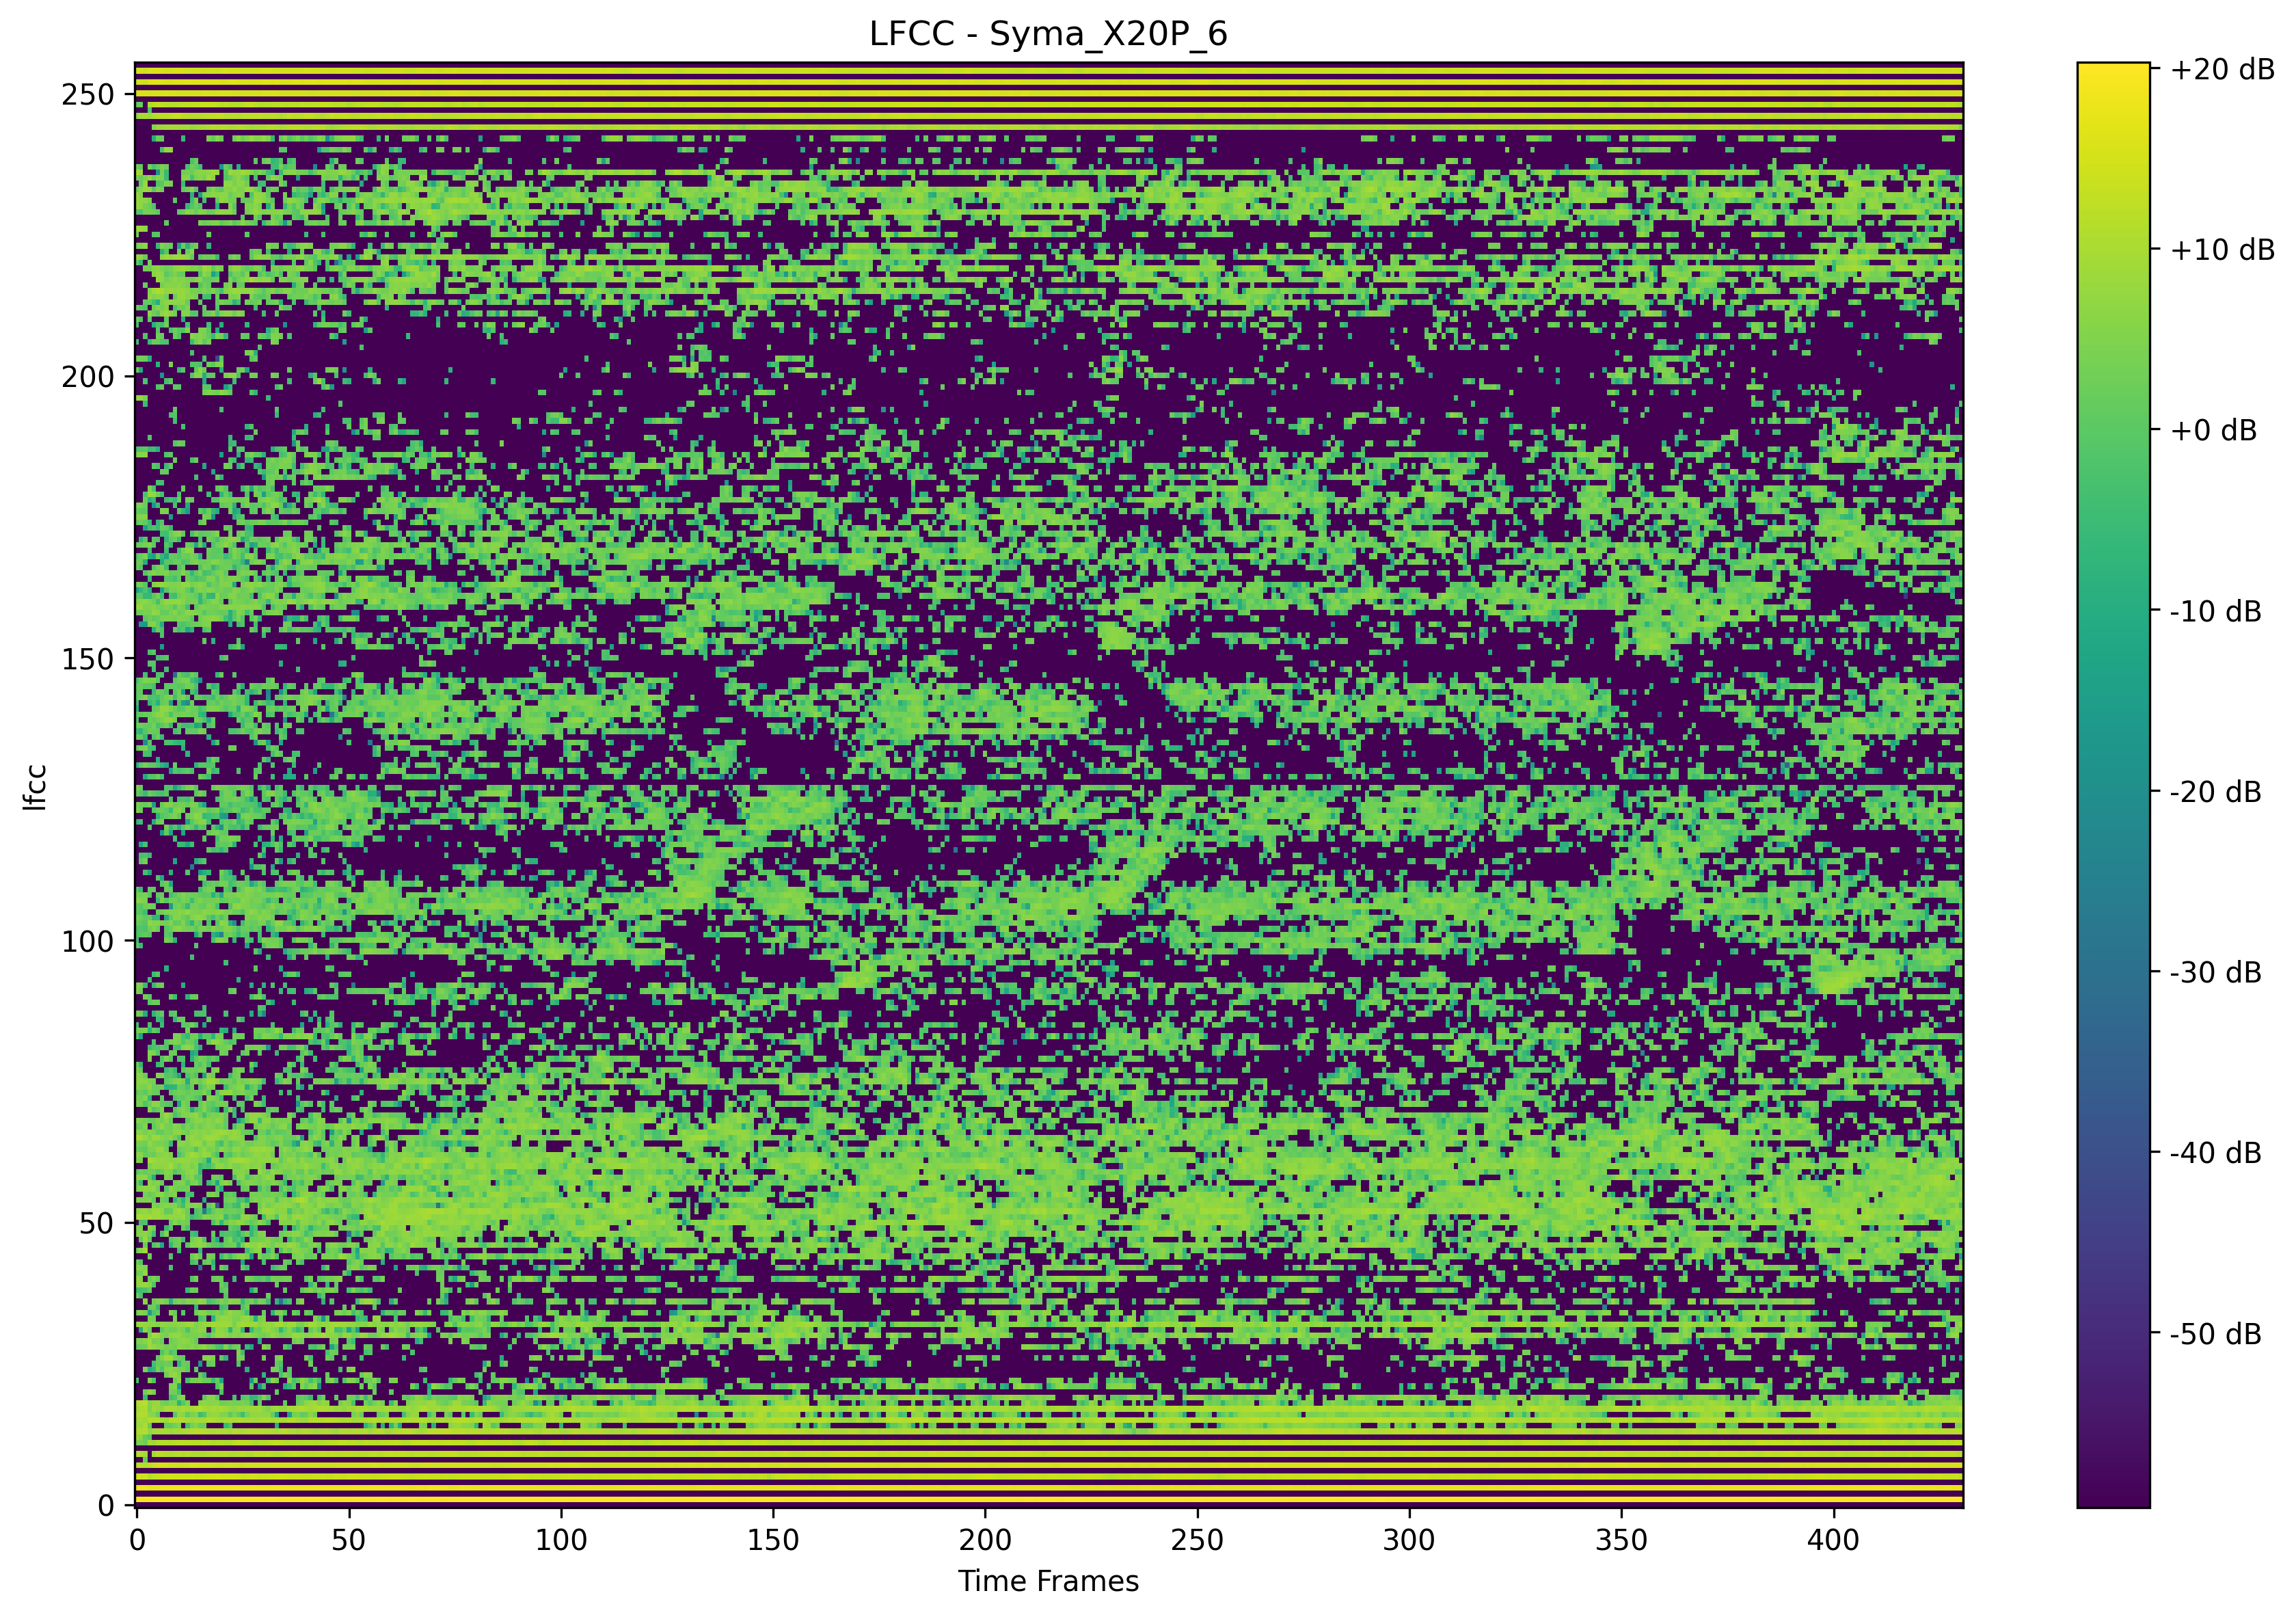 LFCC - Syma_X20P_6
250
200
150
100
50
0
lfcc
0 50 100 150 200 250 300 350 400
Time Frames
+20 dB
+10 dB
+0 dB
-10 dB
-20 dB
-30 dB
-40 dB
-50 dB